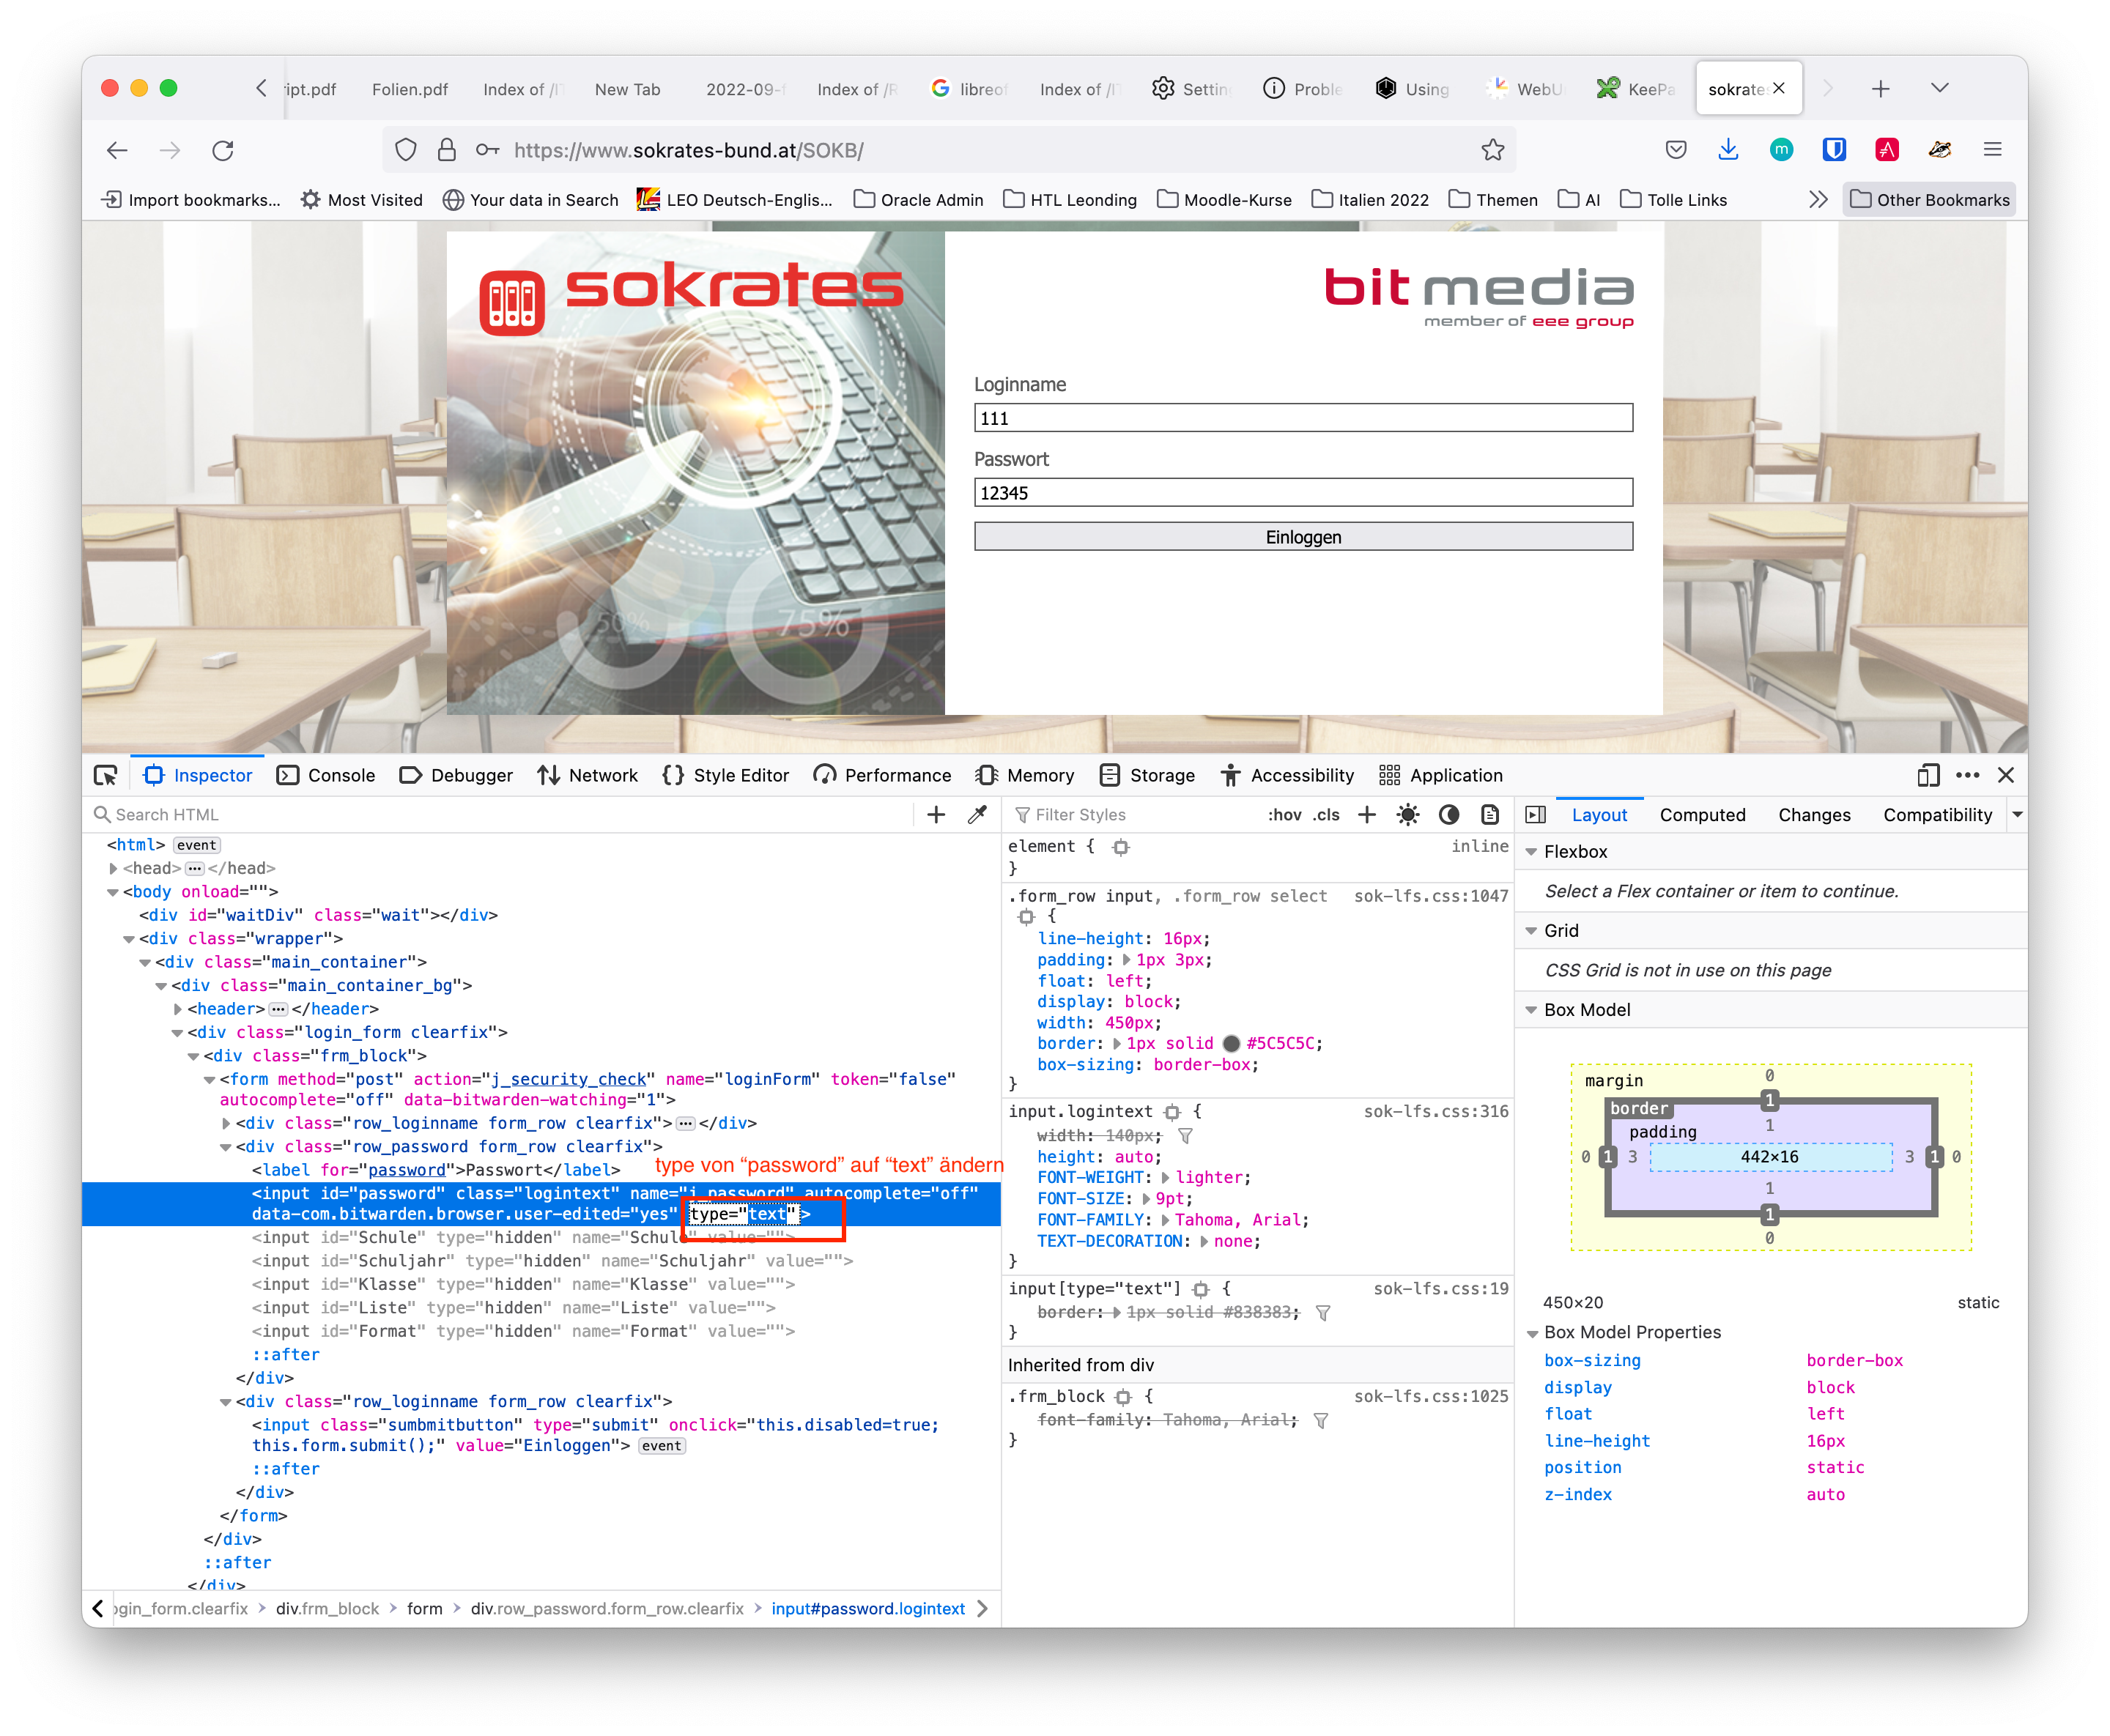 ript.pdf Folien.pdf Index of /IT New Tab 2022-09-f Index of /R libreof Index of /IT Settin Proble Using WebU KeePa sokrate
https://www.sokrates-bund.at/SOKB/
Import bookmarks... Most Visited Your data in Search LEO Deutsch-Englis... Oracle Admin HTL Leonding Moodle-Kurse Italien 2022 Themen AI Tolle Links Other Bookmarks
sokrates
bit media
member of eee group
Loginname
111
Passwort
12345
Einloggen
50%
75%
Inspector Console Debugger Network Style Editor Performance Memory Storage Accessibility Application
Search HTML
<html> event
<head> ••• </head>
<body onload="">
<div id="waitDiv" class="wait"></div>
<div class="wrapper">
<div class="main_container">
<div class="main_container_bg">
<header> ••• </header>
<div class="login_form clearfix">
<div class="frm_block">
<form method="post" action="j_security_check" name="loginForm" token="false"
autocomplete="off" data-bitwarden-watching="1">
<div class="row_loginname form_row clearfix"> ••• </div>
<div class="row_password form_row clearfix">
<label for="password">Passwort</label>
type von “password” auf “text” ändern
<input id="password" class="logintext" name="j_password" autocomplete="off"
data-com.bitwarden.browser.user-edited="yes" type="text">
<input id="Schule" type="hidden" name="Schule" value="">
<input id="Schuljahr" type="hidden" name="Schuljahr" value="">
<input id="Klasse" type="hidden" name="Klasse" value="">
<input id="Liste" type="hidden" name="Liste" value="">
<input id="Format" type="hidden" name="Format" value="">
::after
</div>
<div class="row_loginname form_row clearfix">
<input class="sumbmitbutton" type="submit" onclick="this.disabled=true;
this.form.submit();" value="Einloggen"> event
::after
</div>
</form>
</div>
::after
</div>
ogin_form.clearfix > div.frm_block > form > div.row_password.form_row.clearfix > input#password.logintext
Filter Styles :hov .cls
element { inline
}
.form_row input, .form_row select sok-lfs.css:1047
{
line-height: 16px;
padding: 1px 3px;
float: left;
display: block;
width: 450px;
border: 1px solid #5C5C5C;
box-sizing: border-box;
}
input.logintext { sok-lfs.css:316
width: 140px;
height: auto;
FONT-WEIGHT: lighter;
FONT-SIZE: 9pt;
FONT-FAMILY: Tahoma, Arial;
TEXT-DECORATION: none;
}
input[type="text"] { sok-lfs.css:19
border: 1px solid #838383;
}
Inherited from div
.frm_block { sok-lfs.css:1025
font-family: Tahoma, Arial;
}
Layout Computed Changes Compatibility
Flexbox
Select a Flex container or item to continue.
Grid
CSS Grid is not in use on this page
Box Model
margin 0
border 1
padding 1
0 1 3 442×16 3 1 0
1
1
0
450×20 static
Box Model Properties
box-sizing border-box
display block
float left
line-height 16px
position static
z-index auto